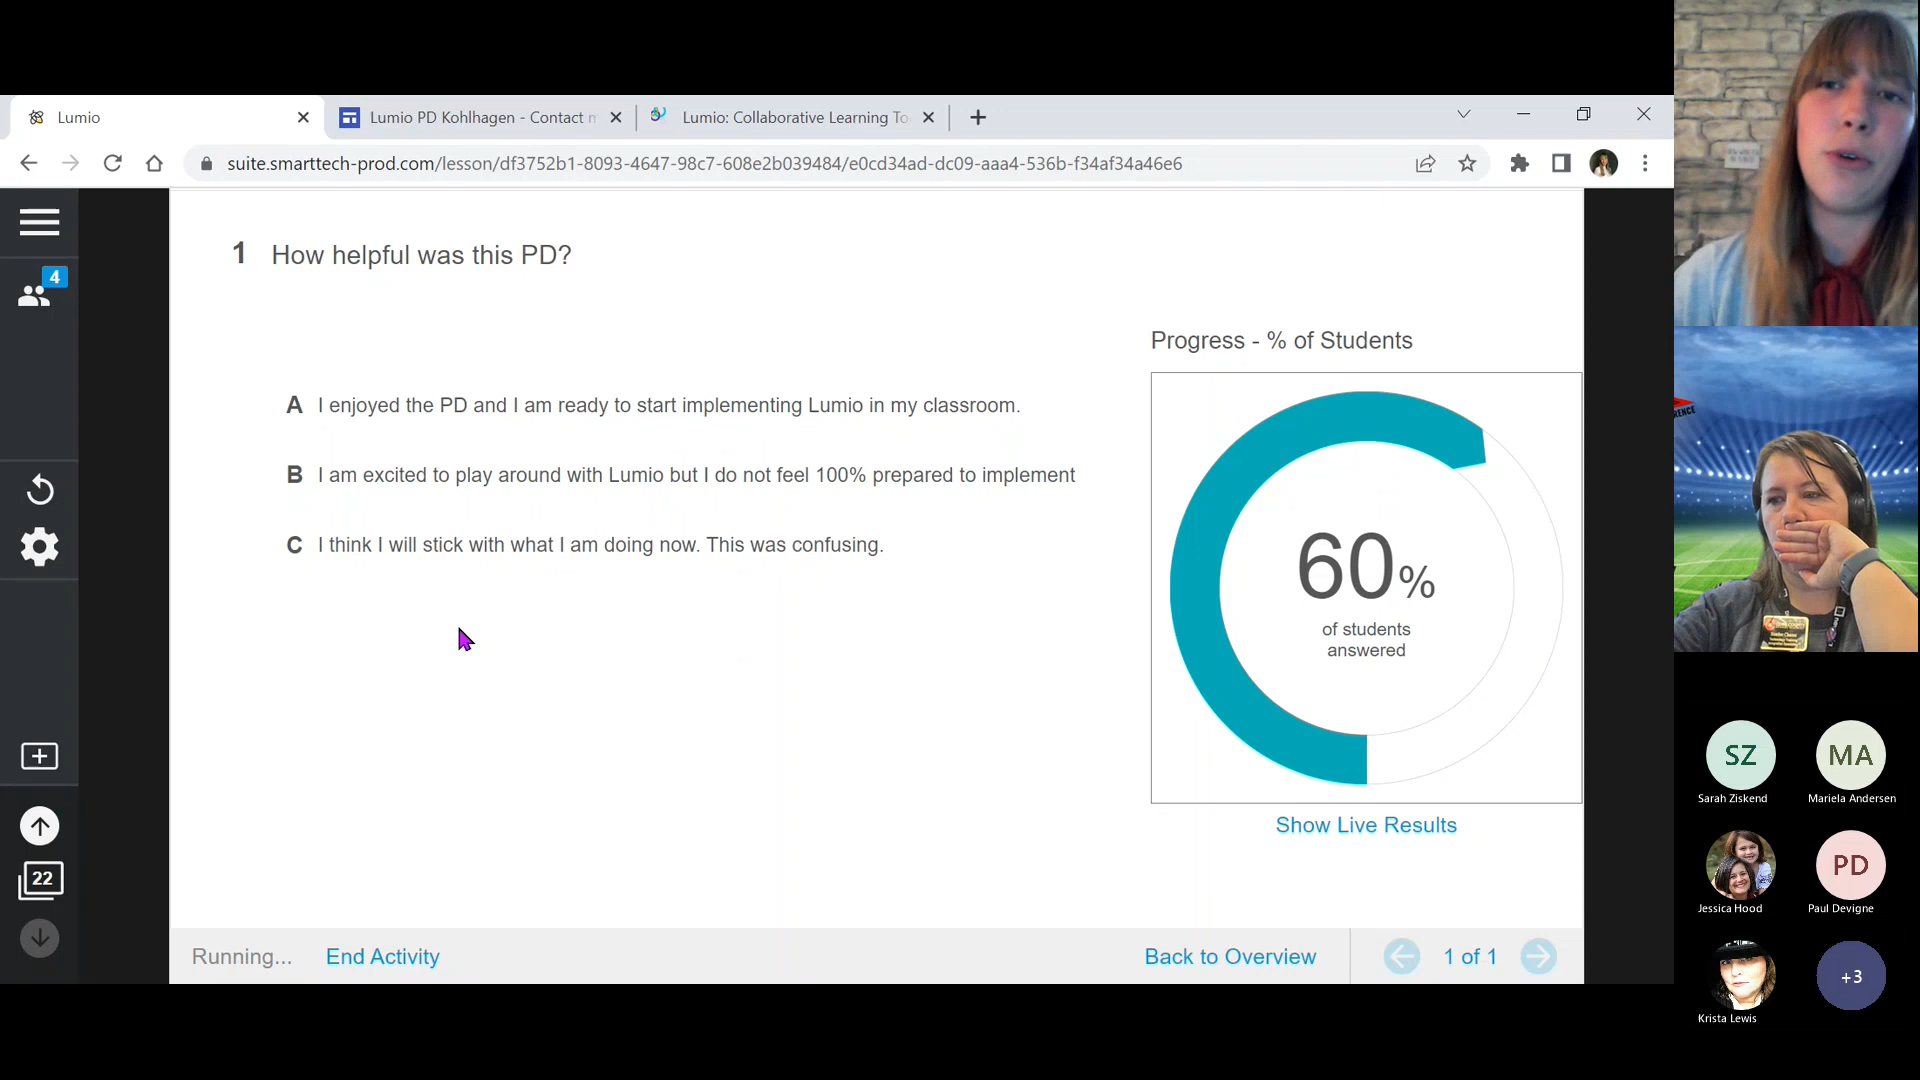 Lumio
Lumio PD Kohlhagen - Contact m
Lumio: Collaborative Learning To
suite.smarttech-prod.com/lesson/df3752b1-8093-4647-98c7-608e2b039484/e0cd34ad-dc09-aaa4-536b-f34af34a46e6
4
1 How helpful was this PD?
Progress - % of Students
A I enjoyed the PD and I am ready to start implementing Lumio in my classroom.
B I am excited to play around with Lumio but I do not feel 100% prepared to implement
C I think I will stick with what I am doing now. This was confusing.
60%
of students
answered
Show Live Results
22
Running...
End Activity
Back to Overview
1 of 1
SZ
Sarah Ziskend
MA
Mariela Andersen
Jessica Hood
PD
Paul Devigne
Krista Lewis
+3